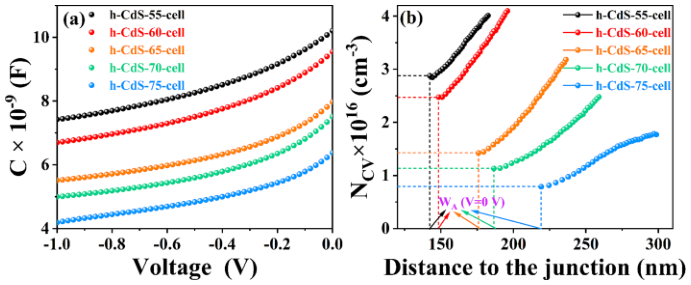 (a)
h-CdS-55-cell
h-CdS-60-cell
h-CdS-65-cell
h-CdS-70-cell
h-CdS-75-cell
C × 10⁻⁹ (F)
10
8
6
4
-1.0
-0.8
-0.6
-0.4
-0.2
0.0
Voltage (V)
(b)
h-CdS-55-cell
h-CdS-60-cell
h-CdS-65-cell
h-CdS-70-cell
h-CdS-75-cell
N_CV×10¹⁶ (cm⁻³)
4
3
2
1
0
W_A (V=0 V)
150
200
250
300
Distance to the junction (nm)